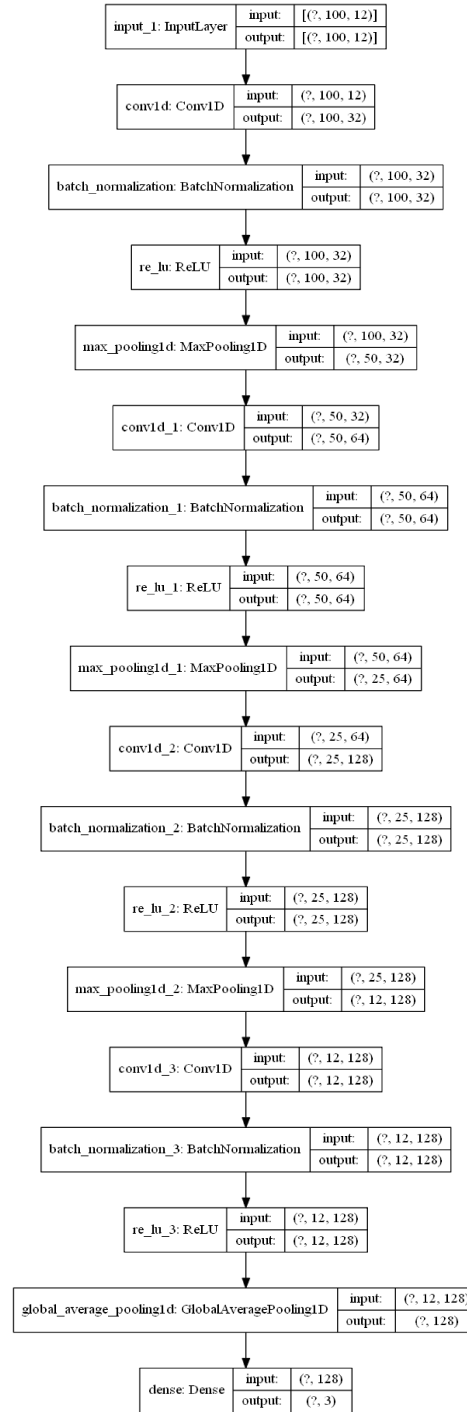 input_1: InputLayer input: [(?, 100, 12)]
output: [(?, 100, 12)]
conv1d: Conv1D input: (?, 100, 12)
output: (?, 100, 32)
batch_normalization: BatchNormalization input: (?, 100, 32)
output: (?, 100, 32)
re_lu: ReLU input: (?, 100, 32)
output: (?, 100, 32)
max_pooling1d: MaxPooling1D input: (?, 100, 32)
output: (?, 50, 32)
conv1d_1: Conv1D input: (?, 50, 32)
output: (?, 50, 64)
batch_normalization_1: BatchNormalization input: (?, 50, 64)
output: (?, 50, 64)
re_lu_1: ReLU input: (?, 50, 64)
output: (?, 50, 64)
max_pooling1d_1: MaxPooling1D input: (?, 50, 64)
output: (?, 25, 64)
conv1d_2: Conv1D input: (?, 25, 64)
output: (?, 25, 128)
batch_normalization_2: BatchNormalization input: (?, 25, 128)
output: (?, 25, 128)
re_lu_2: ReLU input: (?, 25, 128)
output: (?, 25, 128)
max_pooling1d_2: MaxPooling1D input: (?, 25, 128)
output: (?, 12, 128)
conv1d_3: Conv1D input: (?, 12, 128)
output: (?, 12, 128)
batch_normalization_3: BatchNormalization input: (?, 12, 128)
output: (?, 12, 128)
re_lu_3: ReLU input: (?, 12, 128)
output: (?, 12, 128)
global_average_pooling1d: GlobalAveragePooling1D input: (?, 12, 128)
output: (?, 128)
dense: Dense input: (?, 128)
output: (?, 3)